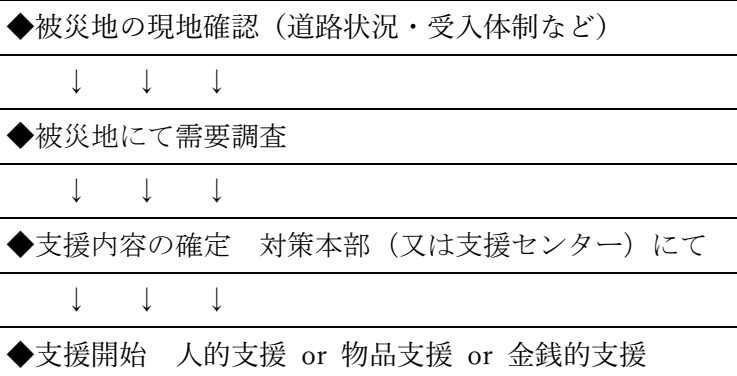 ◆被災地の現地確認（道路状況・受入体制など）
↓　↓　↓
◆被災地にて需要調査
↓　↓　↓
◆支援内容の確定　対策本部（又は支援センター）にて
↓　↓　↓
◆支援開始　人的支援 or 物品支援 or 金銭的支援